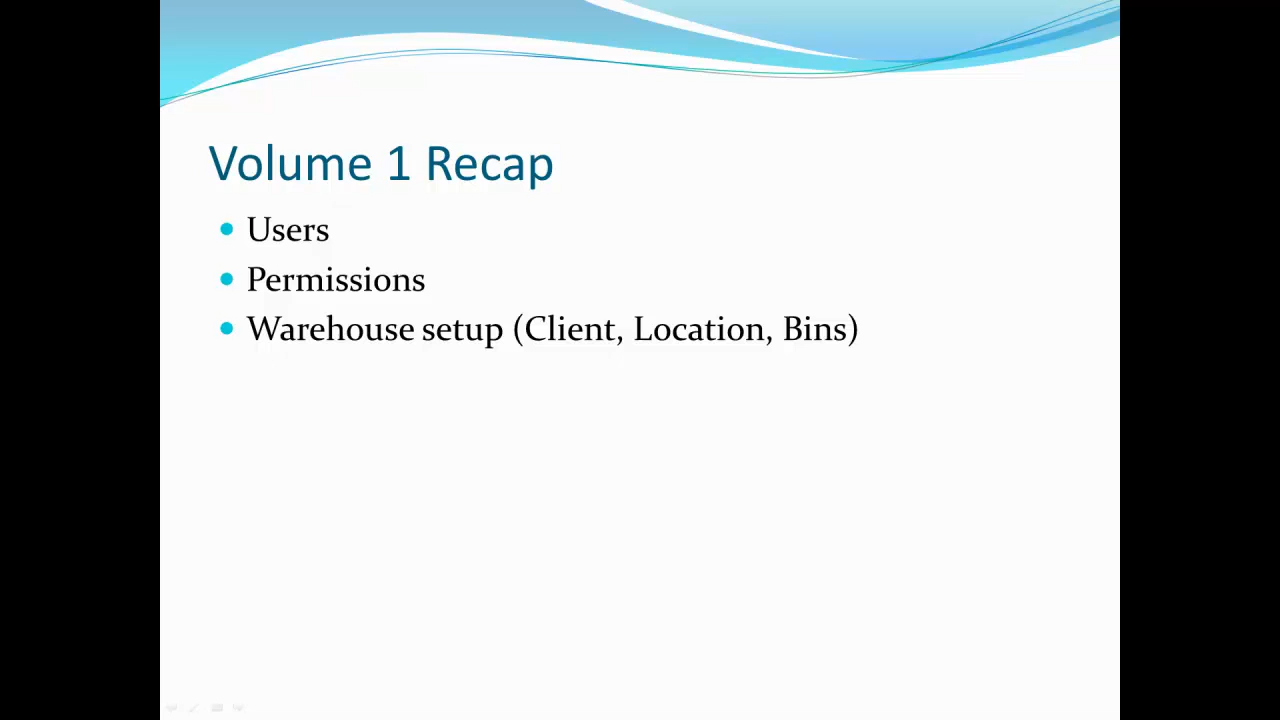 Volume 1 Recap
Users
Permissions
Warehouse setup (Client, Location, Bins)